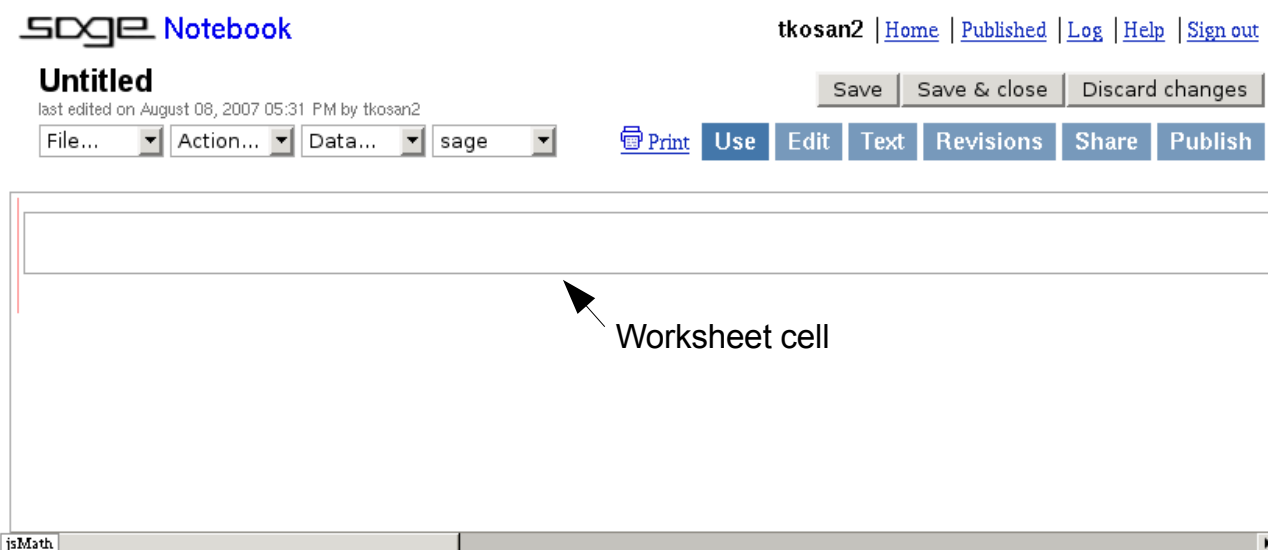 sage Notebook
tkosan2 | Home | Published | Log | Help | Sign out
Untitled
Save Save & close Discard changes
last edited on August 08, 2007 05:31 PM by tkosan2
File... Action... Data... sage Print Use Edit Text Revisions Share Publish
Worksheet cell
jsMath